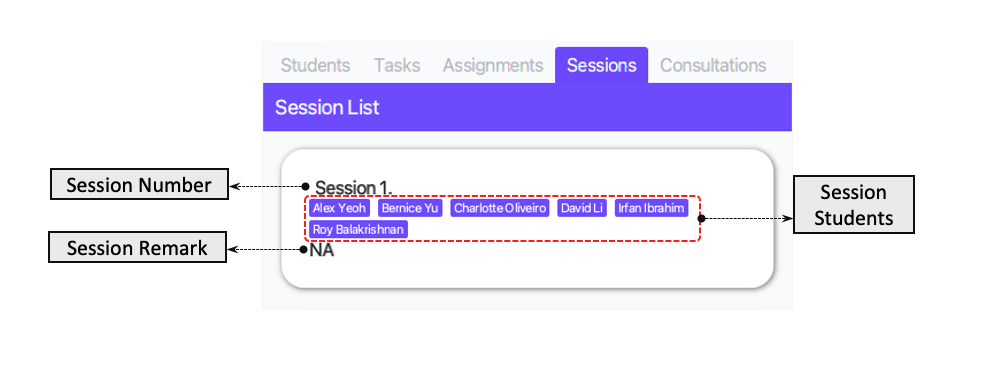 Students Tasks Assignments Sessions Consultations
Session List
Session Number
Session 1.
Alex Yeoh Bernice Yu Charlotte Oliveiro David Li Irfan Ibrahim
Roy Balakrishnan
Session Students
Session Remark
NA